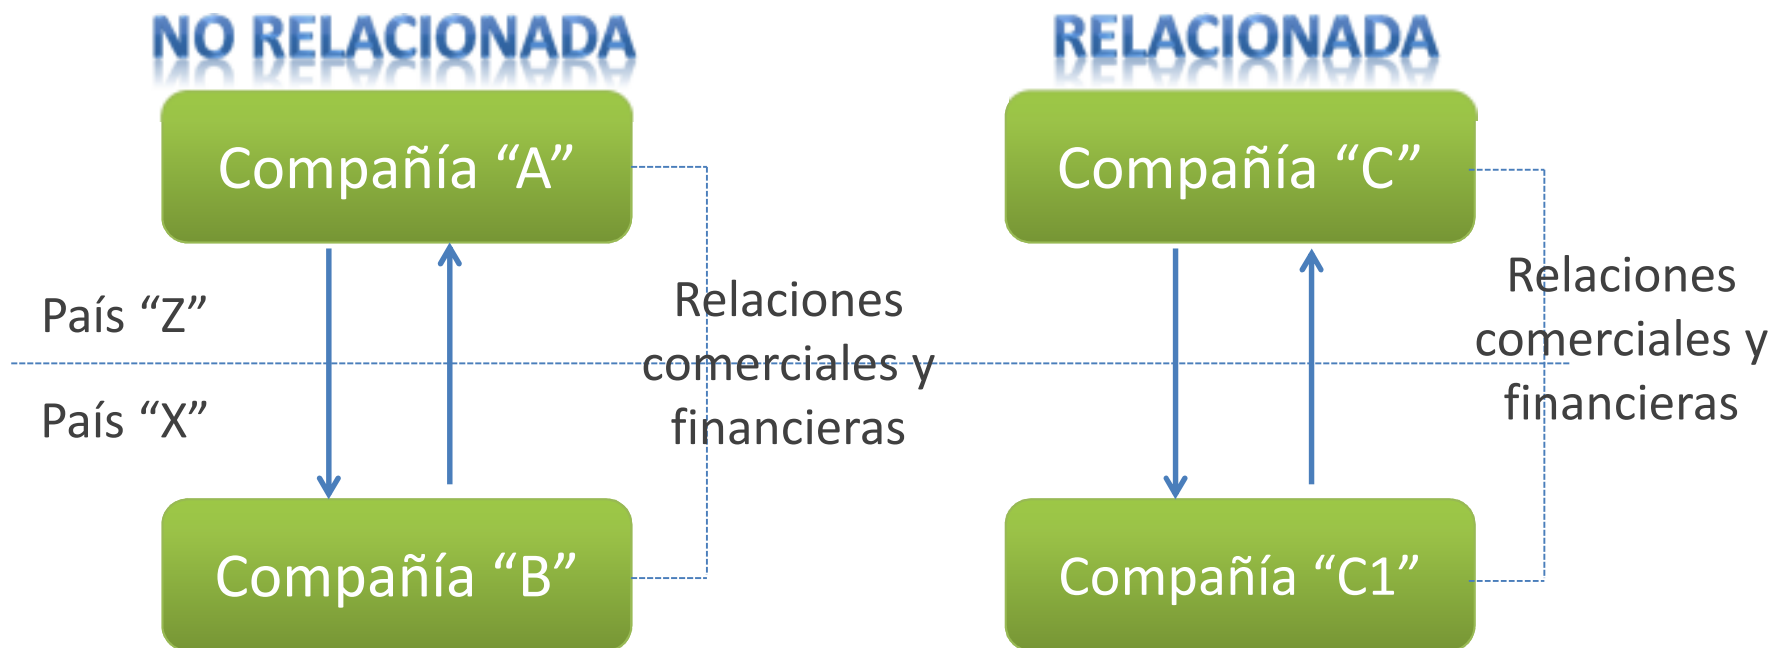 NO RELACIONADA
RELACIONADA
Compañía “A”
Compañía “C”
País “Z”
País “X”
Relaciones
comerciales y
financieras
Relaciones
comerciales y
financieras
Compañía “B”
Compañía “C1”